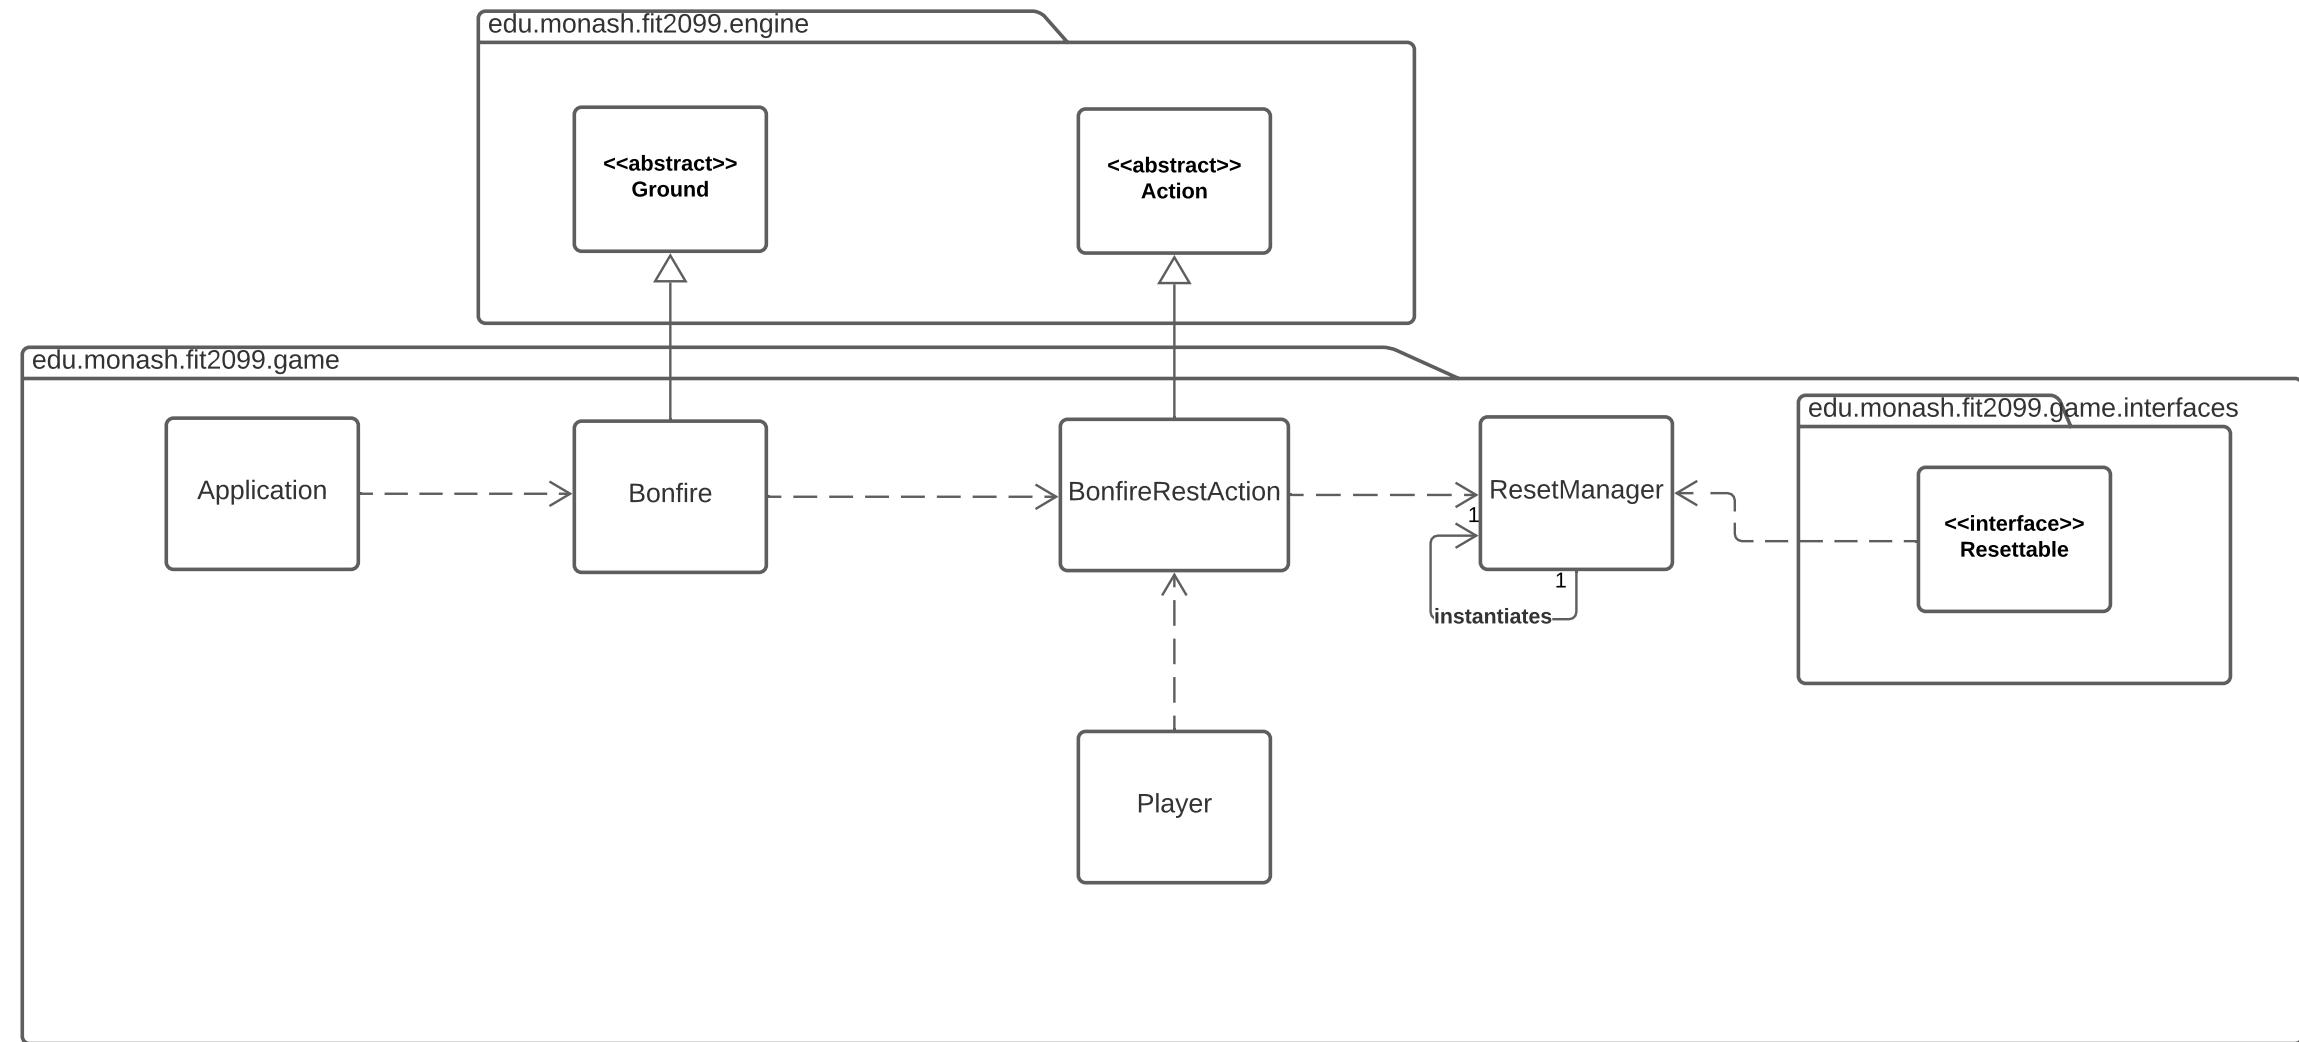 edu.monash.fit2099.engine
<<abstract>>
Ground
<<abstract>>
Action
edu.monash.fit2099.game
edu.monash.fit2099.game.interfaces
Application
Bonfire
BonfireRestAction
ResetManager
1
1
instantiates
<<interface>>
Resettable
Player